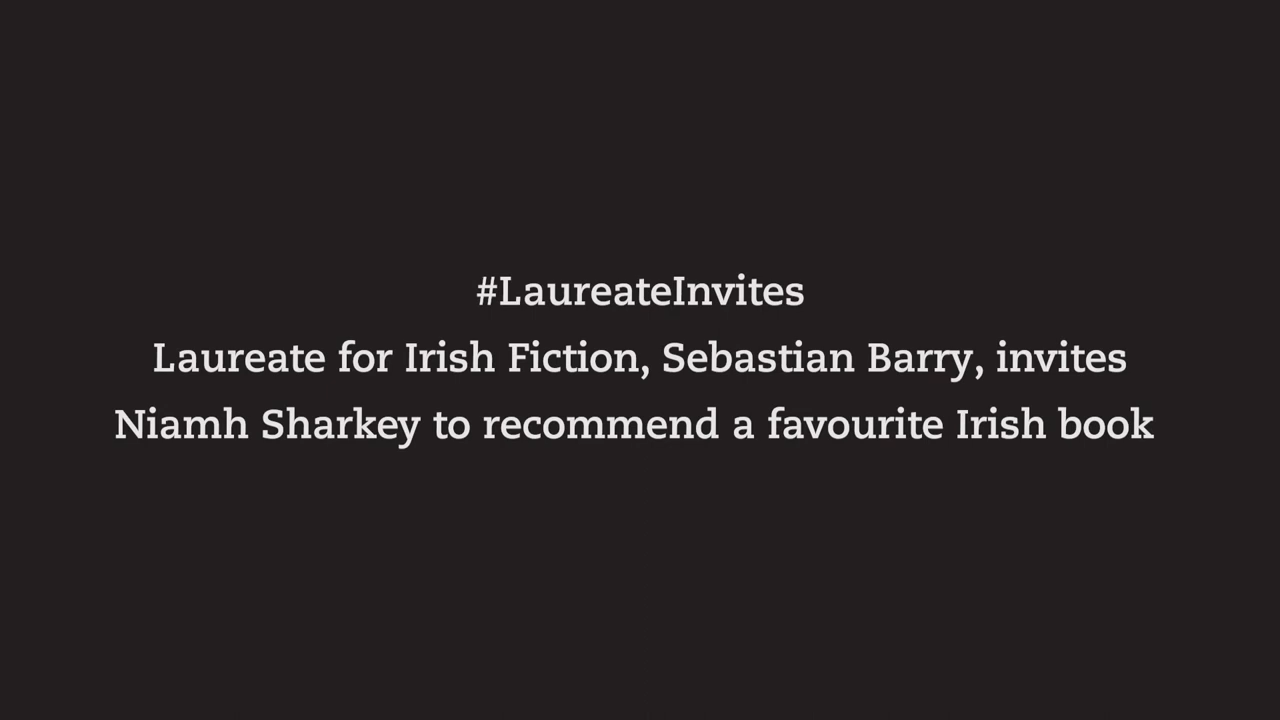 #LaureateInvites
Laureate for Irish Fiction, Sebastian Barry, invites
Niamh Sharkey to recommend a favourite Irish book